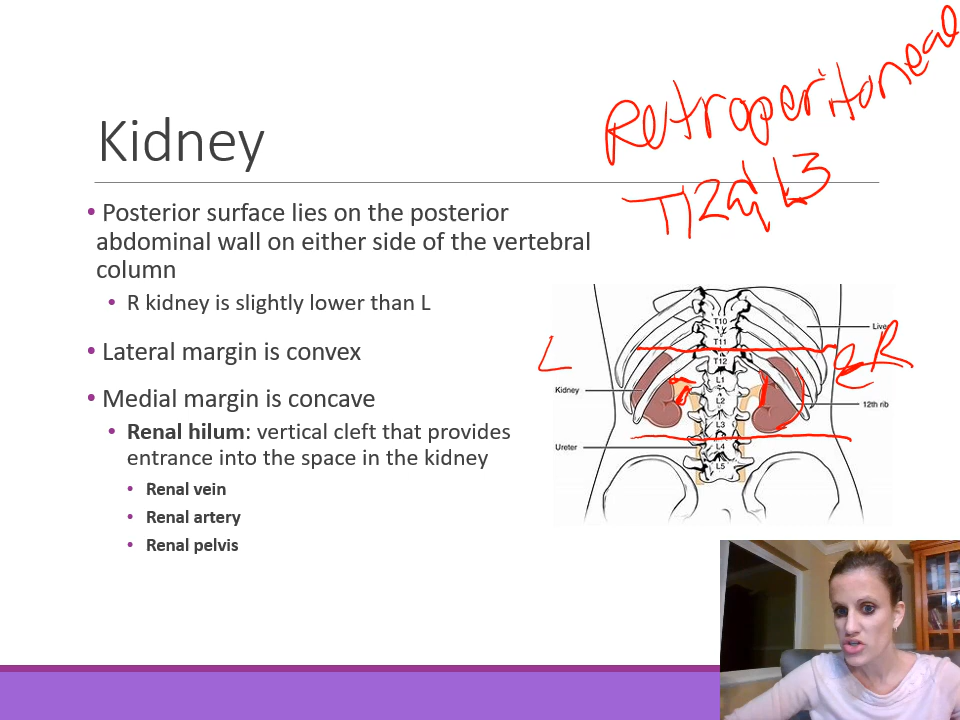 Retroperitoneal
T12 L3
Kidney
• Posterior surface lies on the posterior
abdominal wall on either side of the vertebral
column
• R kidney is slightly lower than L
• Lateral margin is convex
• Medial margin is concave
• Renal hilum: vertical cleft that provides
entrance into the space in the kidney
• Renal vein
• Renal artery
• Renal pelvis
L
R
T10
T11
T12
L1
L2
L3
L4
L5
Kidney
Ureter
12th rib